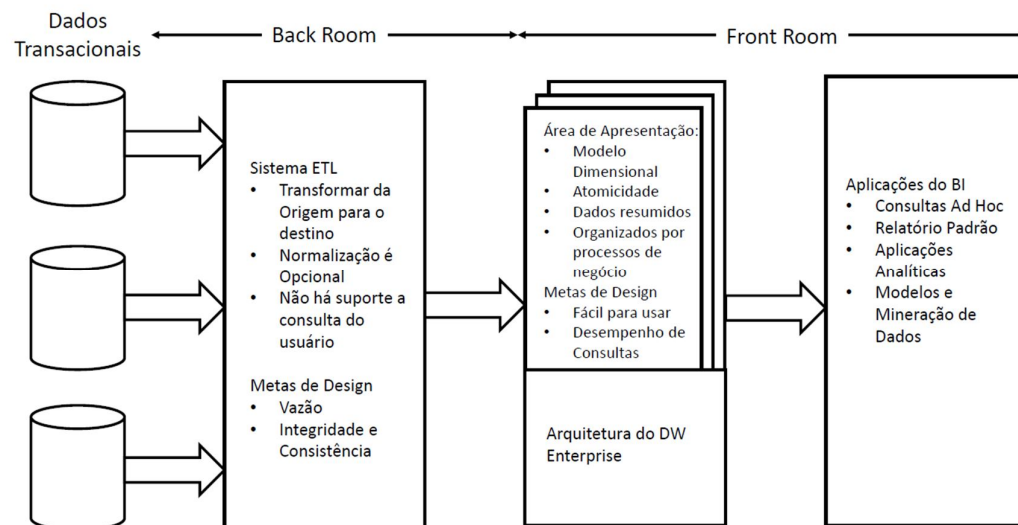 Dados
Transacionais
Back Room
Front Room
Sistema ETL
• Transformar da
Origem para o
destino
• Normalização é
Opcional
• Não há suporte a
consulta do
usuário
Metas de Design
• Vazão
• Integridade e
Consistência
Área de Apresentação:
• Modelo
Dimensional
• Atomicidade
• Dados resumidos
• Organizados por
processos de
negócio
Metas de Design
• Fácil para usar
• Desempenho de
Consultas
Arquitetura do DW
Enterprise
Aplicações do BI
• Consultas Ad Hoc
• Relatório Padrão
• Aplicações
Analíticas
• Modelos e
Mineração de
Dados